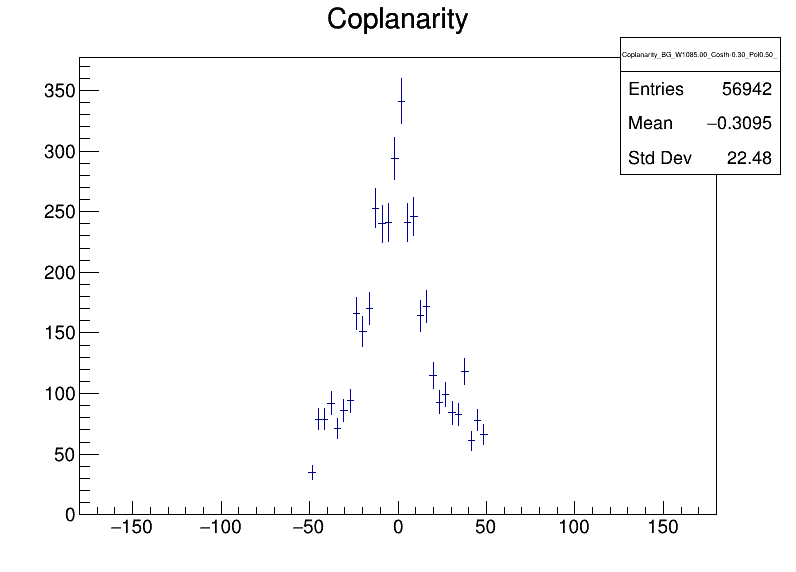 Coplanarity
Coplanarity_BG_W1085.00_Costh-0.30_Pol0.50_
Entries 56942
Mean −0.3095
Std Dev 22.48
350
300
250
200
150
100
50
0
−150 −100 −50 0 50 100 150